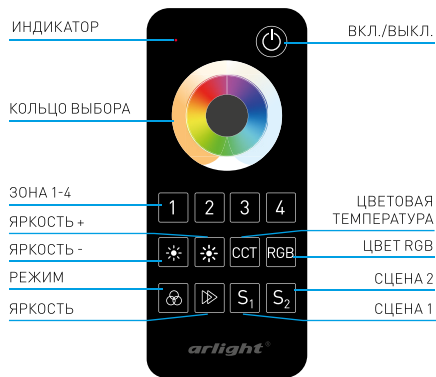 ИНДИКАТОР
ВКЛ./ВЫКЛ.
КОЛЬЦО ВЫБОРА
ЗОНА 1-4
1 2 3 4
ЯРКОСТЬ +
ЦВЕТОВАЯ
ТЕМПЕРАТУРА
ЯРКОСТЬ -
CCT RGB
ЦВЕТ RGB
РЕЖИМ
СЦЕНА 2
S1 S2
ЯРКОСТЬ
СЦЕНА 1
arlight®